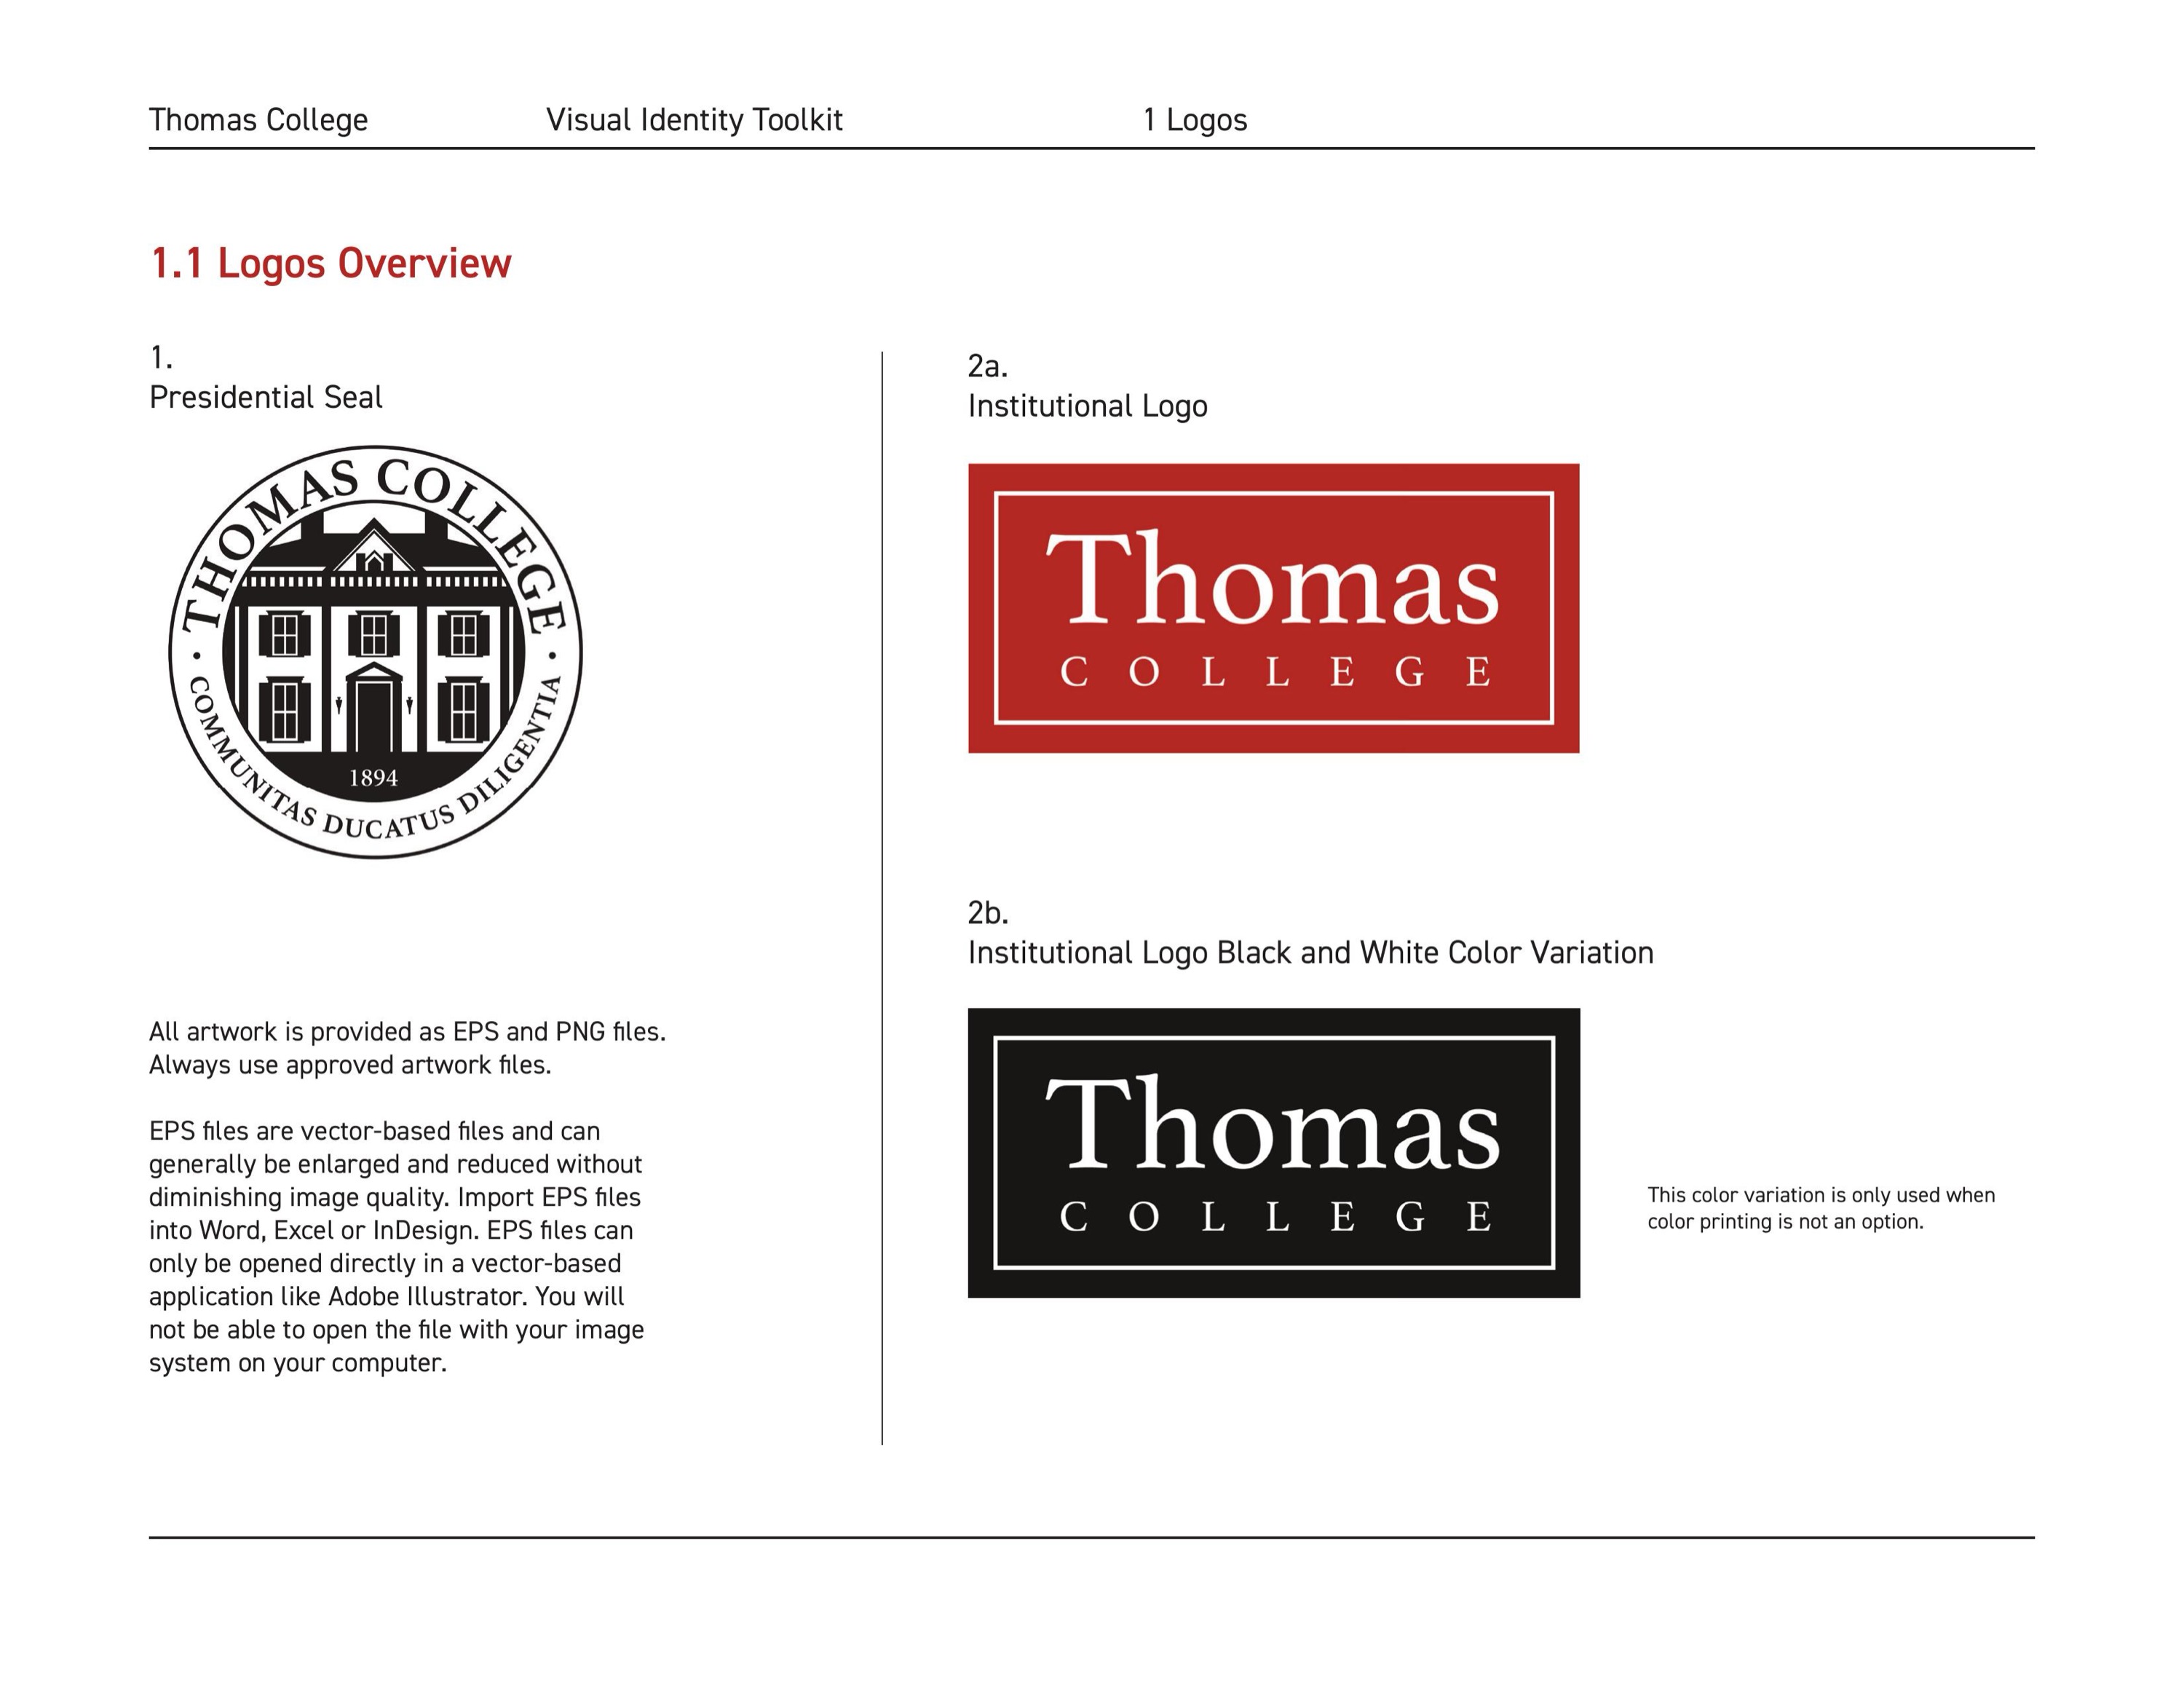 Thomas College
Visual Identity Toolkit
1 Logos
1.1 Logos Overview
1.
Presidential Seal
THOMAS COLLEGE
1894
• COMMUNITAS DUCATUS DILIGENTIA •
All artwork is provided as EPS and PNG files.
Always use approved artwork files.
EPS files are vector-based files and can
generally be enlarged and reduced without
diminishing image quality. Import EPS files
into Word, Excel or InDesign. EPS files can
only be opened directly in a vector-based
application like Adobe Illustrator. You will
not be able to open the file with your image
system on your computer.
2a.
Institutional Logo
Thomas
COLLEGE
2b.
Institutional Logo Black and White Color Variation
Thomas
COLLEGE
This color variation is only used when
color printing is not an option.